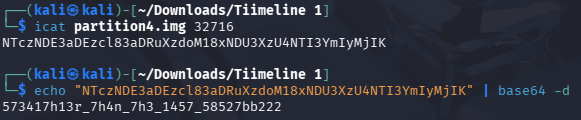 ┌──(kali㉿kali)-[~/Downloads/Tiimeline 1]
└─$ icat partition4.img 32716
NTczNDE3aDEzcl83aDRuXzdoM18xNDU3XzU4NTI3YmIyMjIK
┌──(kali㉿kali)-[~/Downloads/Tiimeline 1]
└─$ echo "NTczNDE3aDEzcl83aDRuXzdoM18xNDU3XzU4NTI3YmIyMjIK" | base64 -d
573417h13r_7h4n_7h3_1457_58527bb222